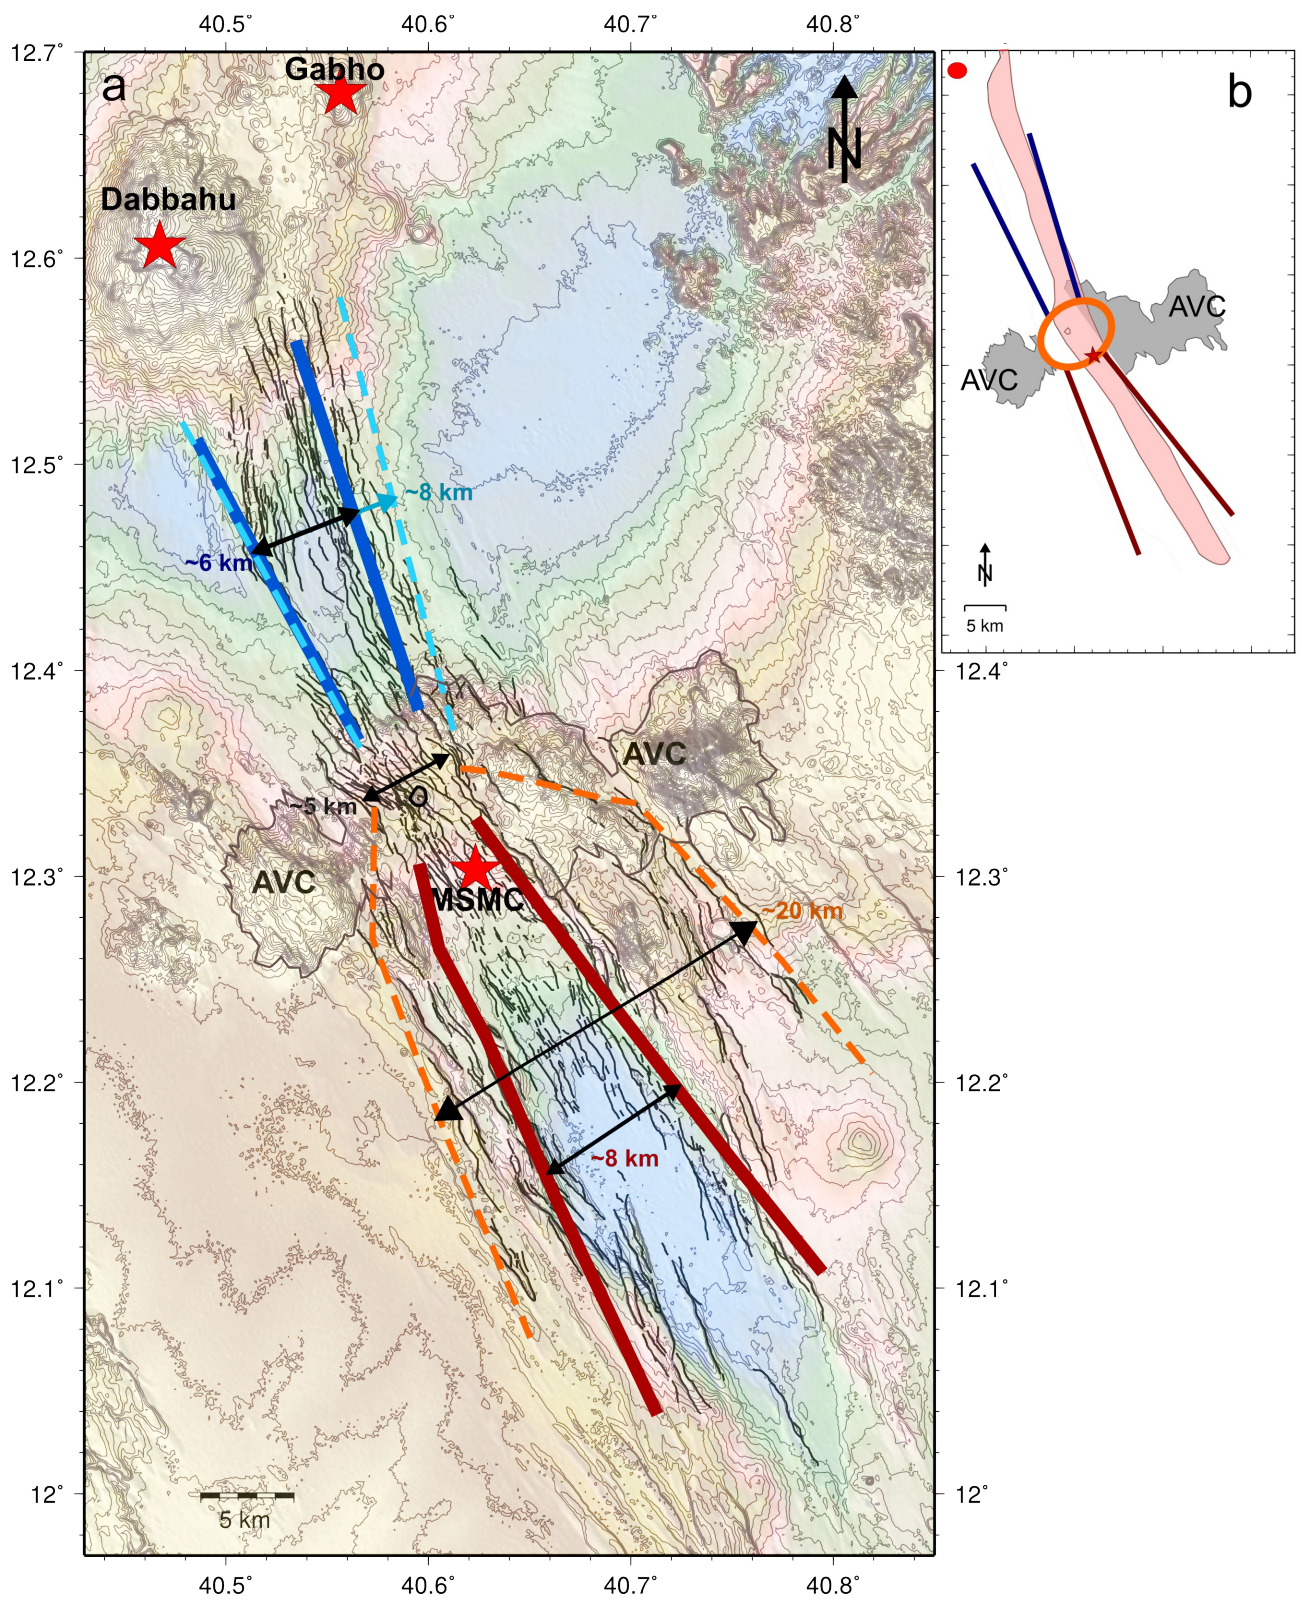 40.5° 40.6° 40.7° 40.8°
12.7°
a
Gabho
N
b
Dabbahu
12.6°
AVC
AVC
12.5°
~8 km
~6 km
N
5 km
12.4° 12.4°
AVC
~5 km
AVC
12.3° 12.3°
MSMC
~20 km
12.2° 12.2°
~8 km
12.1° 12.1°
12° 12°
5 km
40.5° 40.6° 40.7° 40.8°